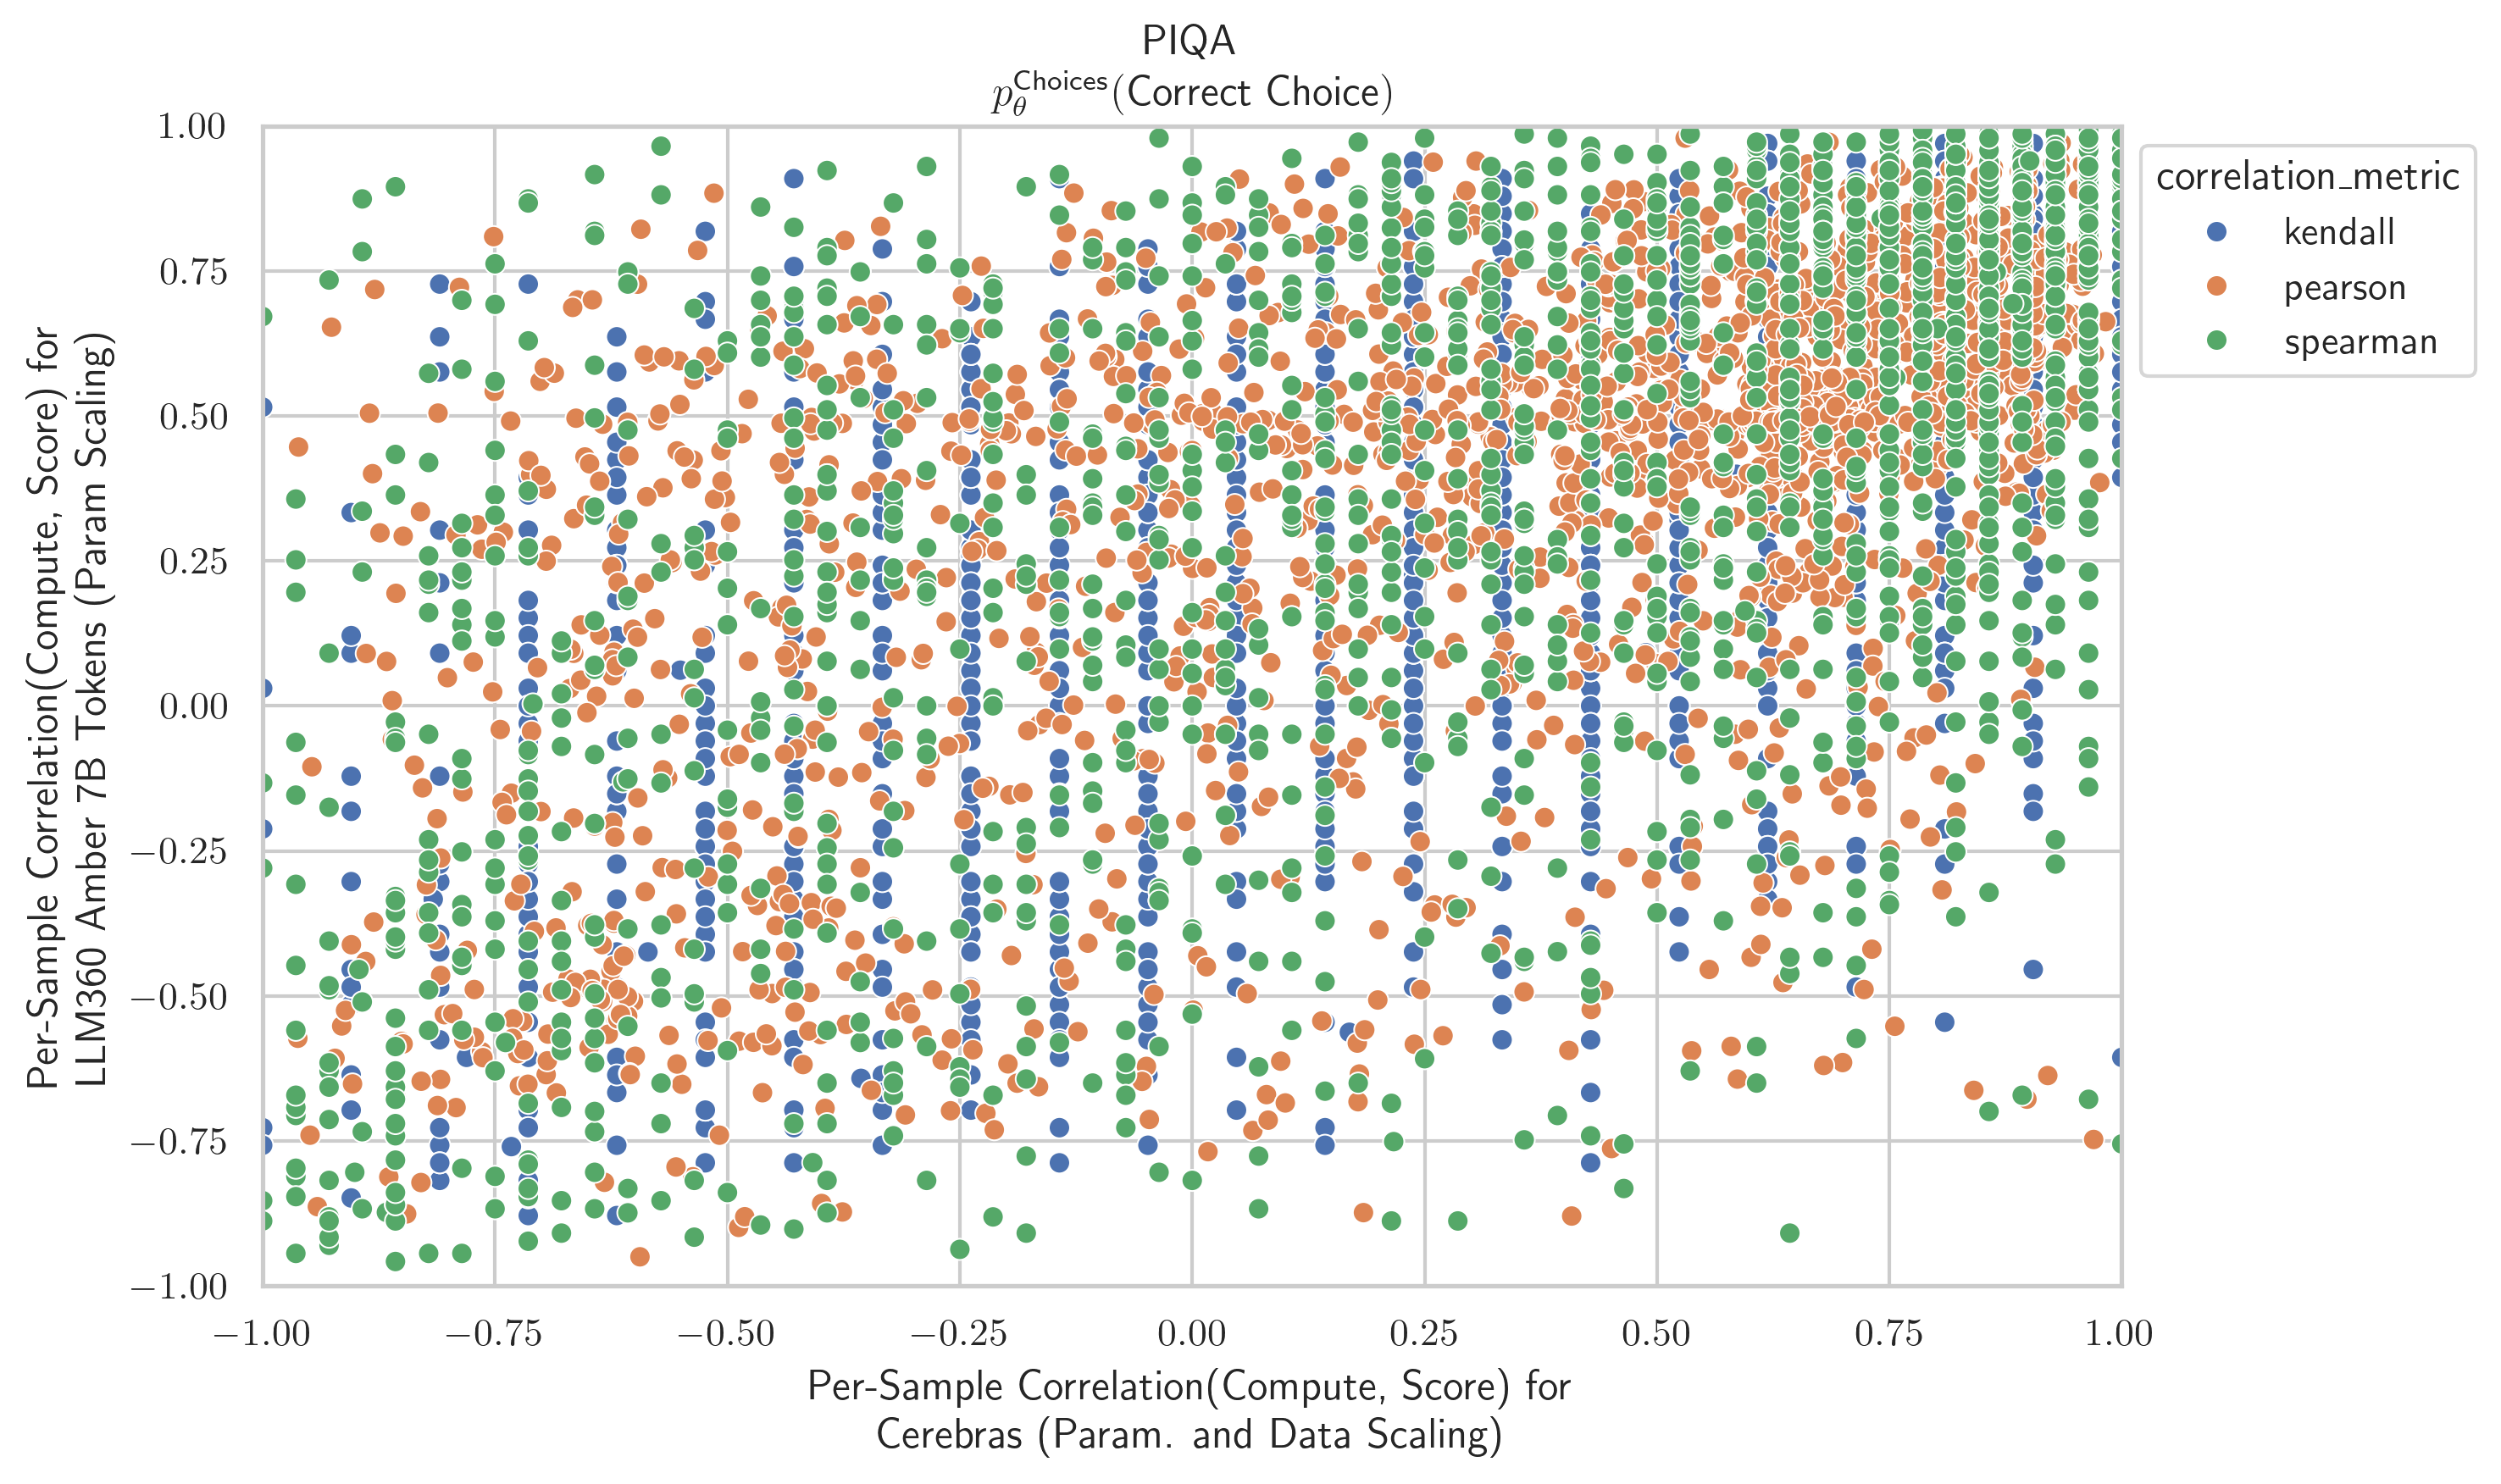 PIQA
pθChoices(Correct Choice)
1.00
0.75
0.50
0.25
0.00
−0.25
−0.50
−0.75
−1.00
Per-Sample Correlation(Compute, Score) for
LLM360 Amber 7B Tokens (Param Scaling)
−1.00 −0.75 −0.50 −0.25 0.00 0.25 0.50 0.75 1.00
Per-Sample Correlation(Compute, Score) for
Cerebras (Param. and Data Scaling)
correlation_metric
kendall
pearson
spearman